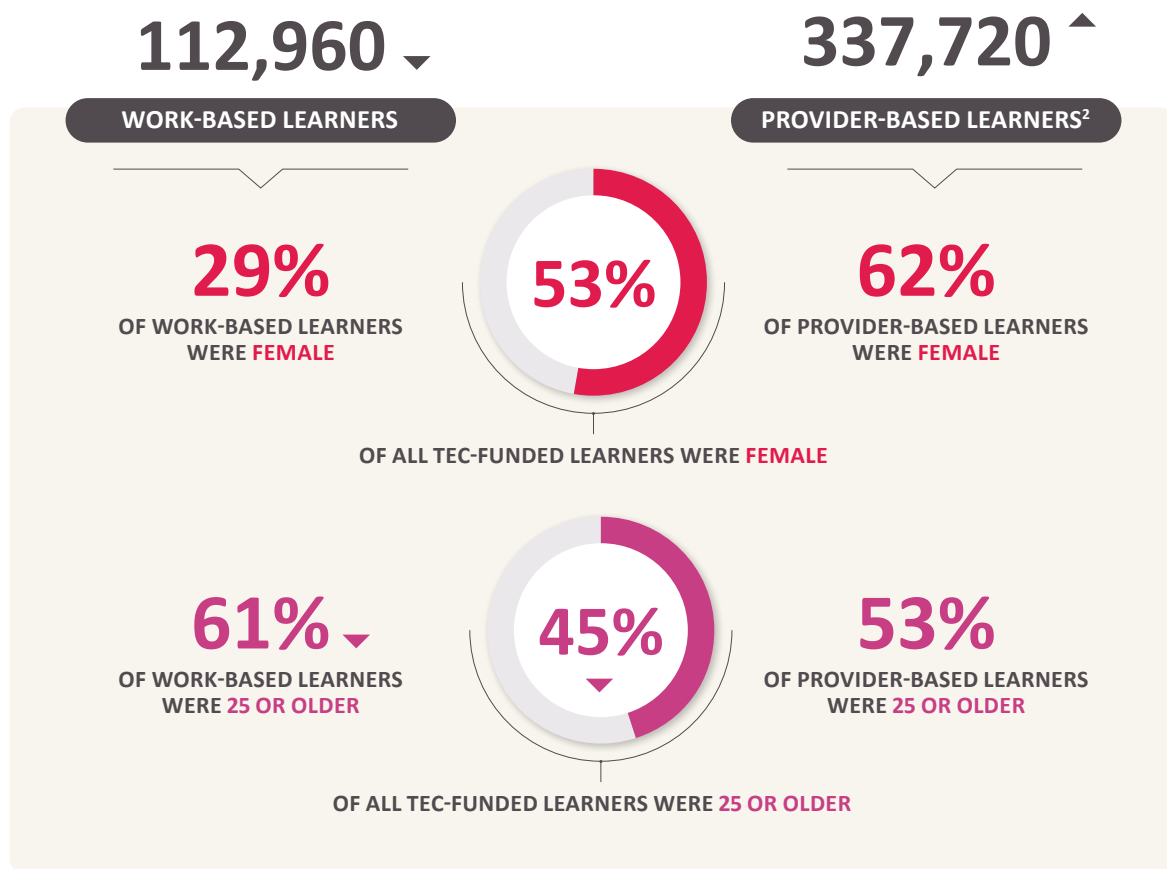 112,960
337,720
WORK-BASED LEARNERS
PROVIDER-BASED LEARNERS²
29%
OF WORK-BASED LEARNERS
WERE FEMALE
53%
62%
OF PROVIDER-BASED LEARNERS
WERE FEMALE
OF ALL TEC-FUNDED LEARNERS WERE FEMALE
61%
OF WORK-BASED LEARNERS
WERE 25 OR OLDER
45%
53%
OF PROVIDER-BASED LEARNERS
WERE 25 OR OLDER
OF ALL TEC-FUNDED LEARNERS WERE 25 OR OLDER